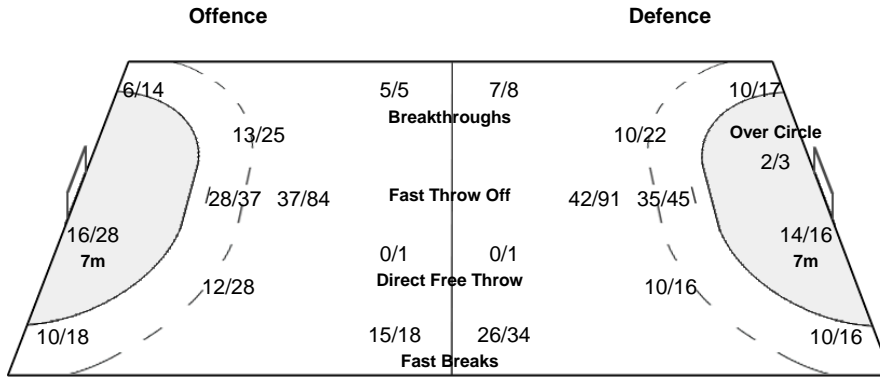 Offence Defence
6/14 5/5 7/8 10/17
Breakthroughs
13/25 10/22 Over Circle
2/3
28/37 37/84 Fast Throw Off 42/91 35/45
16/28 14/16
7m 7m
0/1 0/1
Direct Free Throw
12/28 10/16
10/18 15/18 26/34 10/16
Fast Breaks